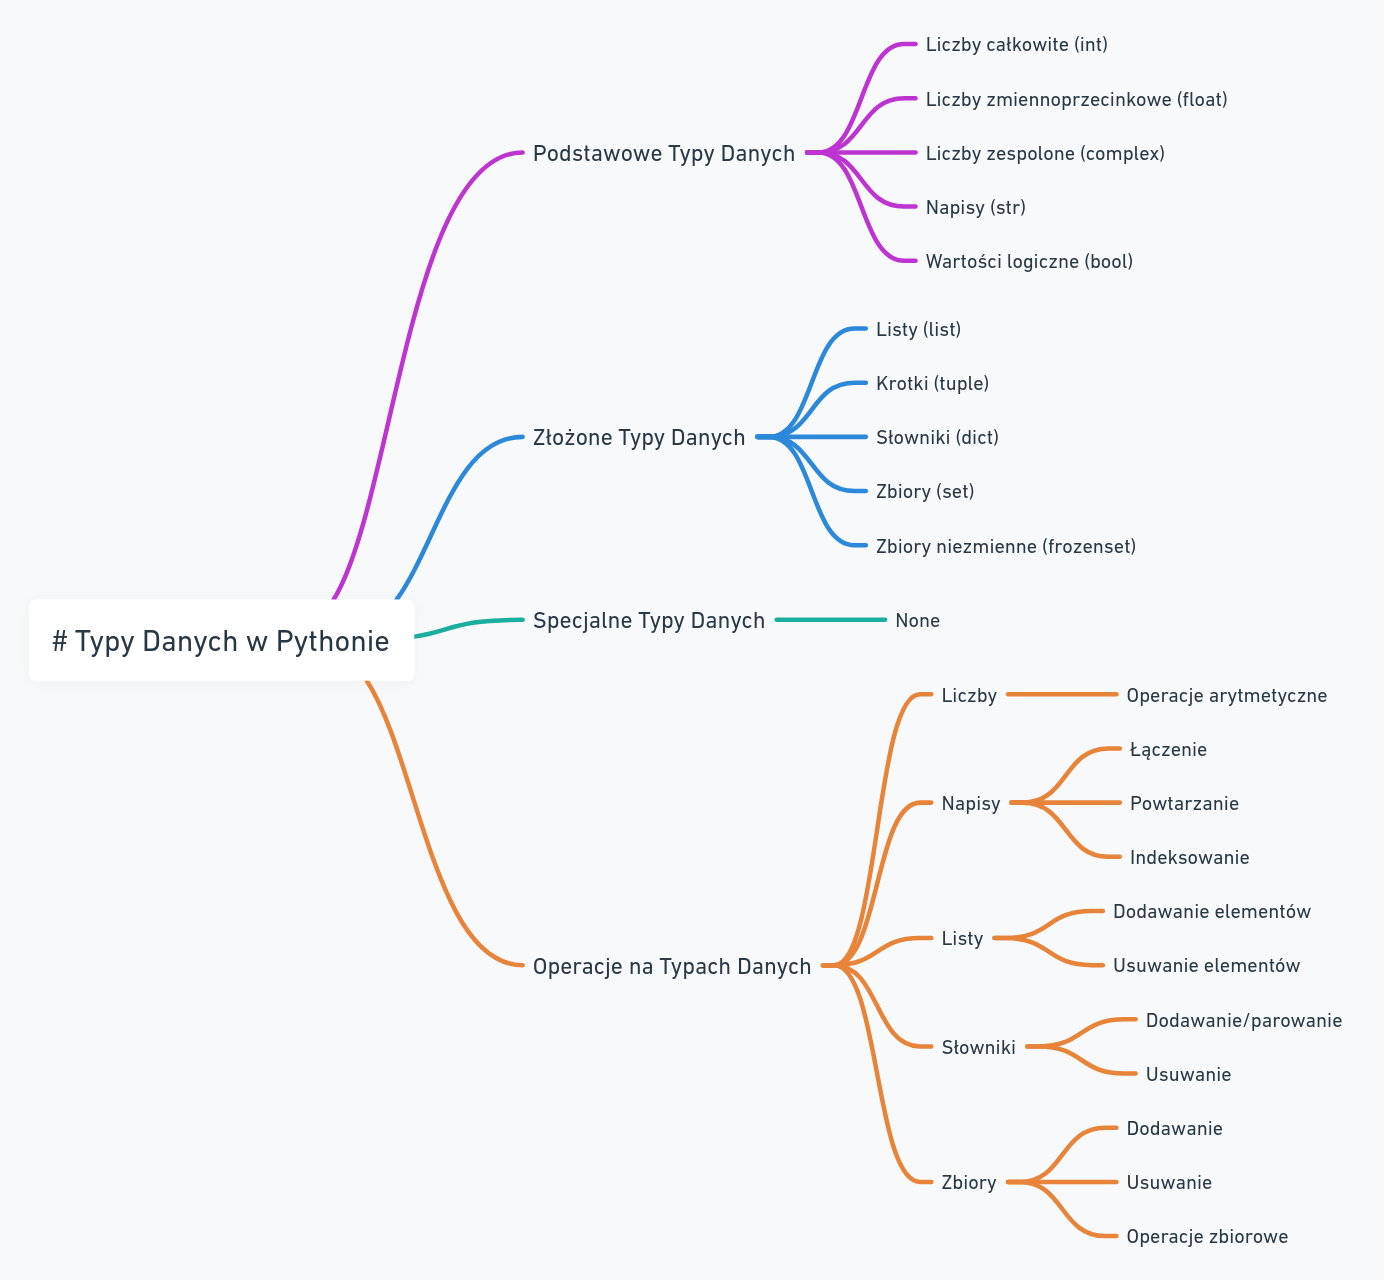 # Typy Danych w Pythonie
Podstawowe Typy Danych
Liczby całkowite (int)
Liczby zmiennoprzecinkowe (float)
Liczby zespolone (complex)
Napisy (str)
Wartości logiczne (bool)
Złożone Typy Danych
Listy (list)
Krotki (tuple)
Słowniki (dict)
Zbiory (set)
Zbiory niezmienne (frozenset)
Specjalne Typy Danych
None
Operacje na Typach Danych
Liczby
Operacje arytmetyczne
Napisy
Łączenie
Powtarzanie
Indeksowanie
Listy
Dodawanie elementów
Usuwanie elementów
Słowniki
Dodawanie/parowanie
Usuwanie
Zbiory
Dodawanie
Usuwanie
Operacje zbiorowe